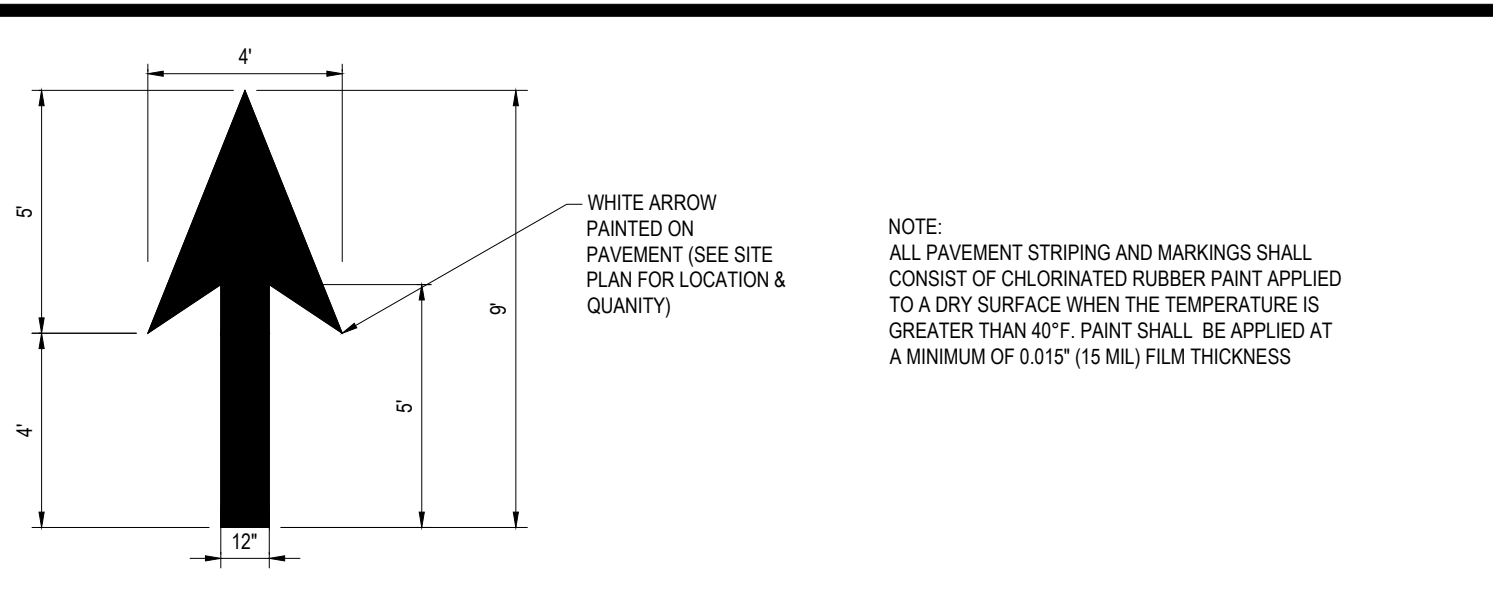 4'
5'
WHITE ARROW
PAINTED ON
PAVEMENT (SEE SITE
PLAN FOR LOCATION &
QUANITY)
NOTE:
ALL PAVEMENT STRIPING AND MARKINGS SHALL
CONSIST OF CHLORINATED RUBBER PAINT APPLIED
TO A DRY SURFACE WHEN THE TEMPERATURE IS
GREATER THAN 40°F. PAINT SHALL BE APPLIED AT
A MINIMUM OF 0.015" (15 MIL) FILM THICKNESS
9'
5'
4'
12"